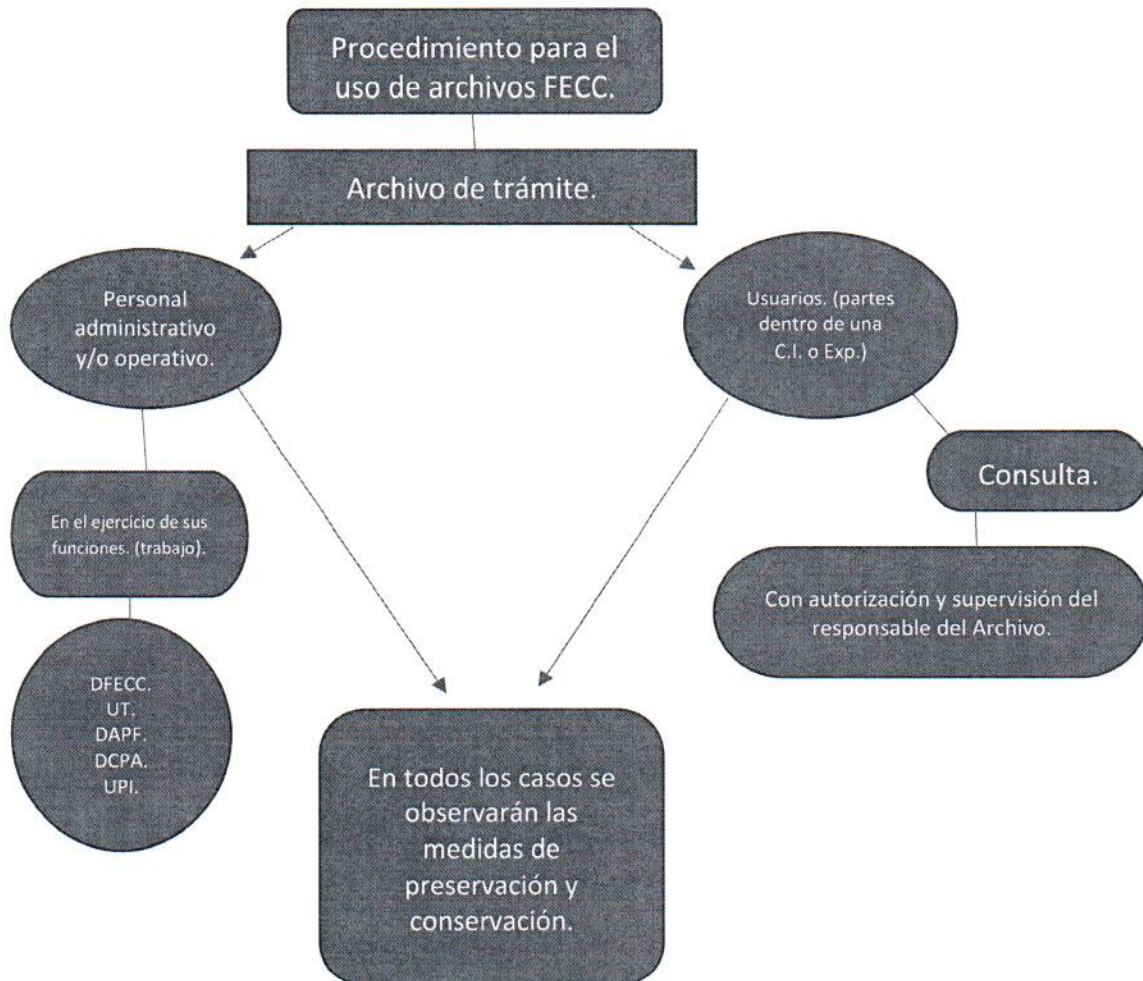 Procedimiento para el
uso de archivos FECC.
Archivo de trámite.
Personal
administrativo
y/o operativo.
Usuarios. (partes
dentro de una
C.I. o Exp.)
Consulta.
En el ejercicio de sus
funciones. (trabajo).
Con autorización y supervisión del
responsable del Archivo.
DFECC.
UT.
DAPF.
DCPA.
UPI.
En todos los casos se
observarán las
medidas de
preservación y
conservación.